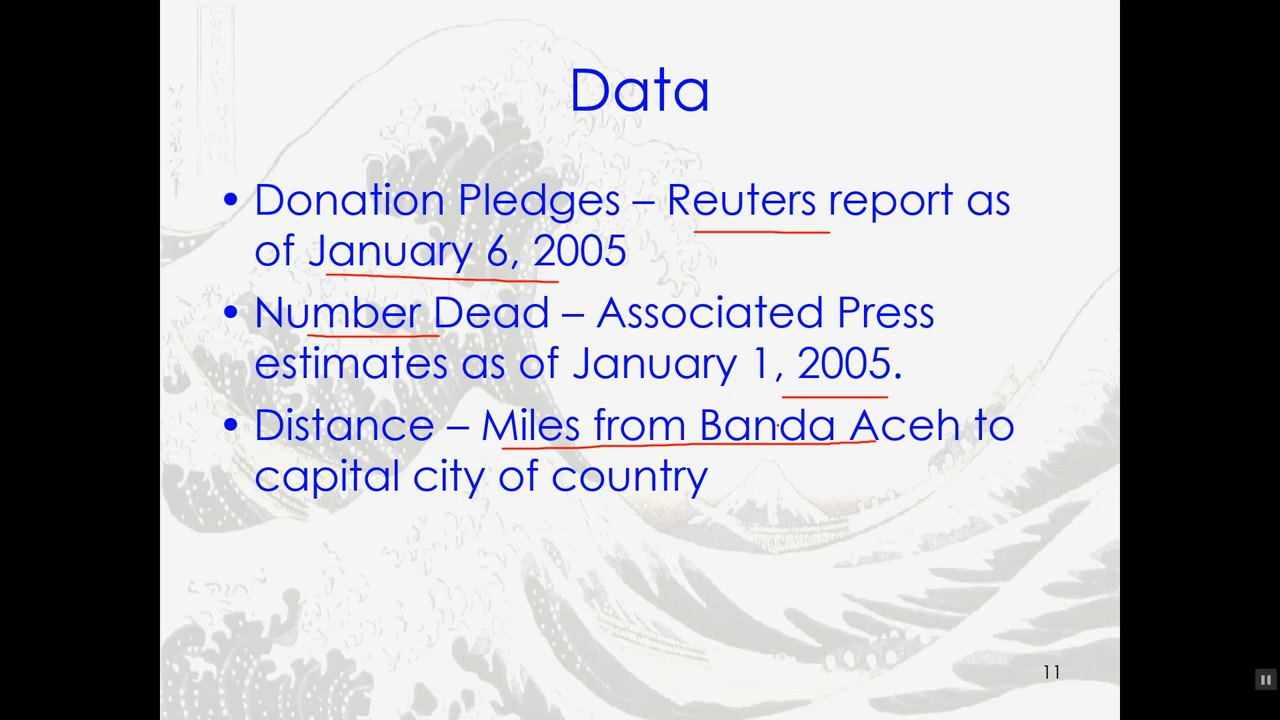 Data
• Donation Pledges – Reuters report as
of January 6, 2005
• Number Dead – Associated Press
estimates as of January 1, 2005.
• Distance – Miles from Banda Aceh to
capital city of country
11